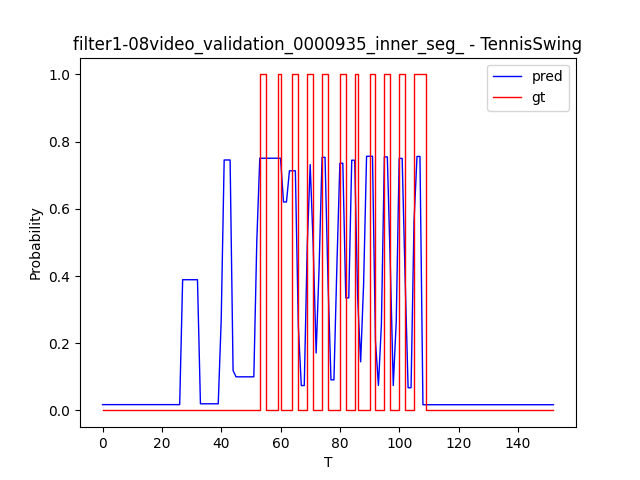 filter1-08video_validation_0000935_inner_seg_ - TennisSwing
pred
gt
1.0
0.8
0.6
0.4
0.2
0.0
Probability
0 20 40 60 80 100 120 140
T